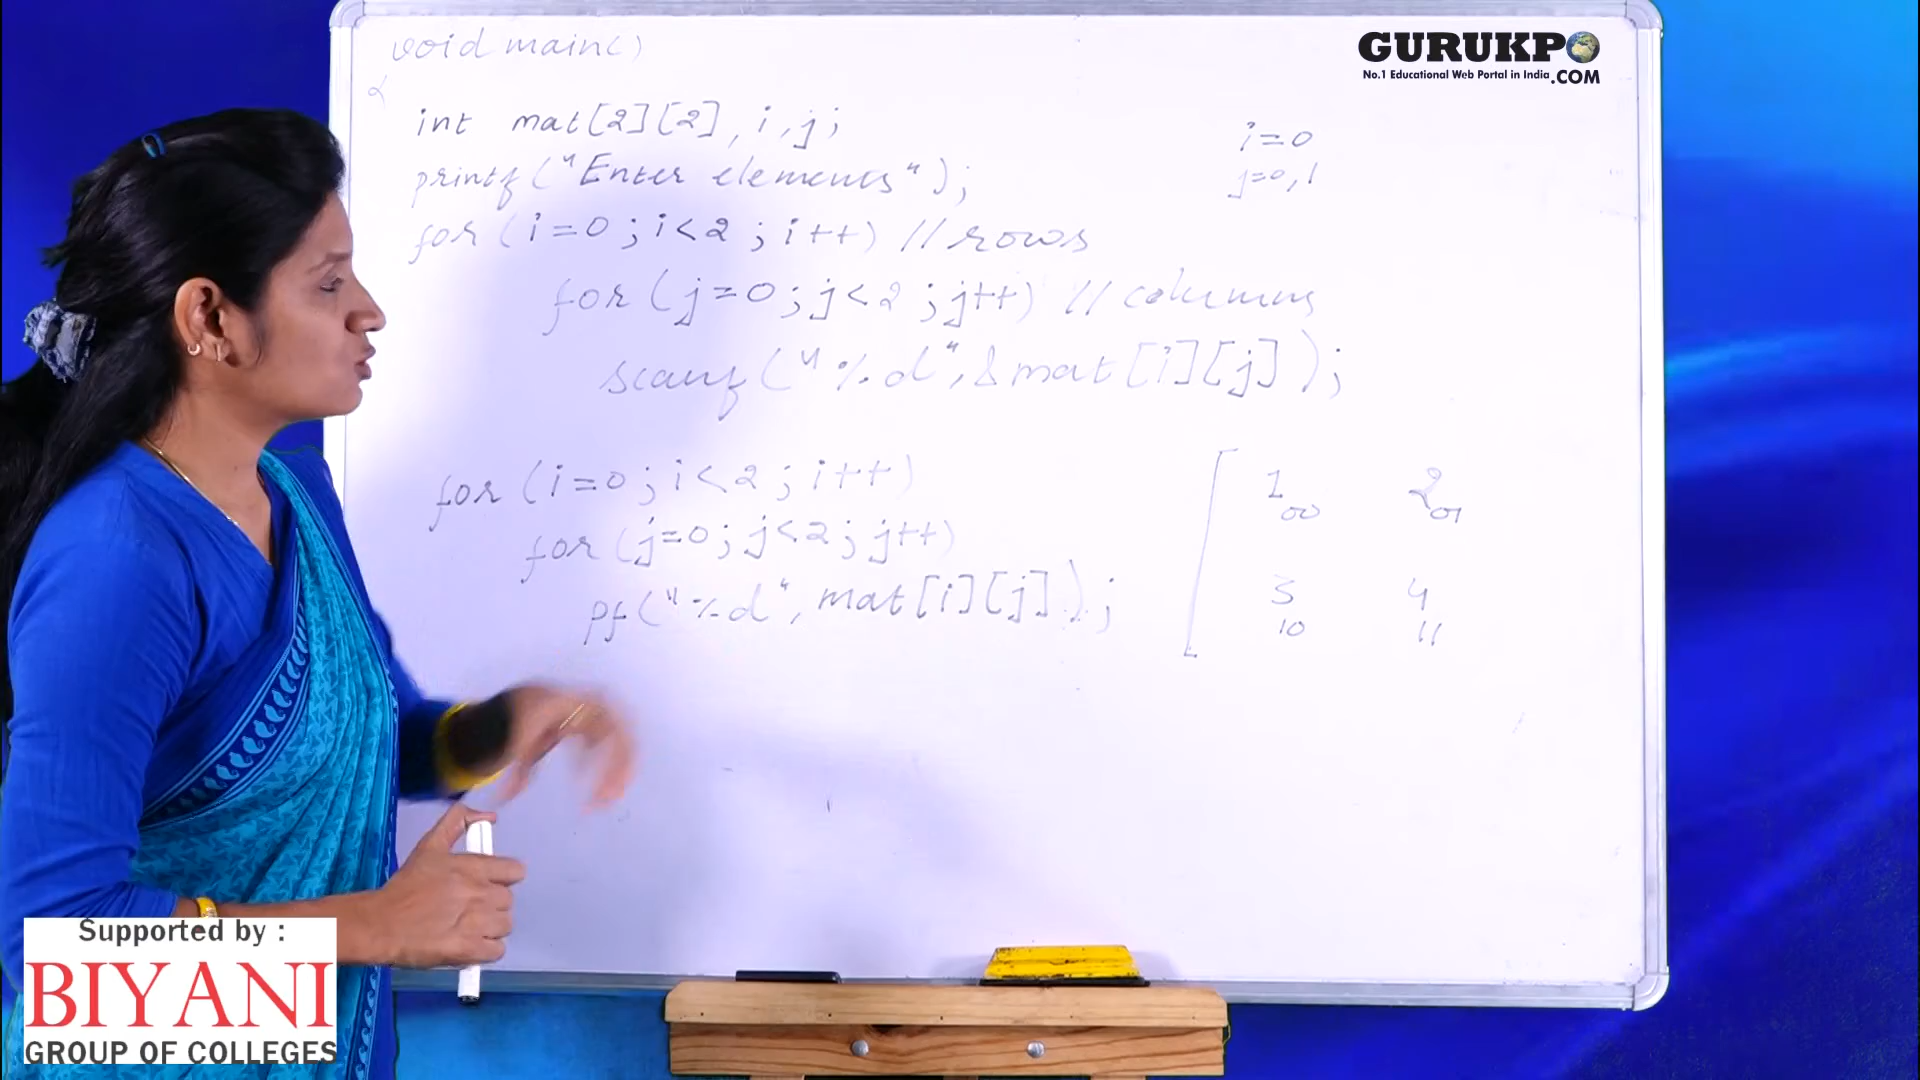 void main()
{
int mat[2][2], i, j;
printf("Enter elements");
for (i=0; i<2; i++) // rows
for (j=0; j<2; j++) // columns
scanf("%d", &mat[i][j]);
for (i=0; i<2; i++)
for (j=0; j<2; j++)
pf("%d", mat[i][j]);
i=0
j=0,1
1 00 2 01
3 10 4 11
GURUKPO
No.1 Educational Web Portal in India .COM
Supported by :
BIYANI
GROUP OF COLLEGES